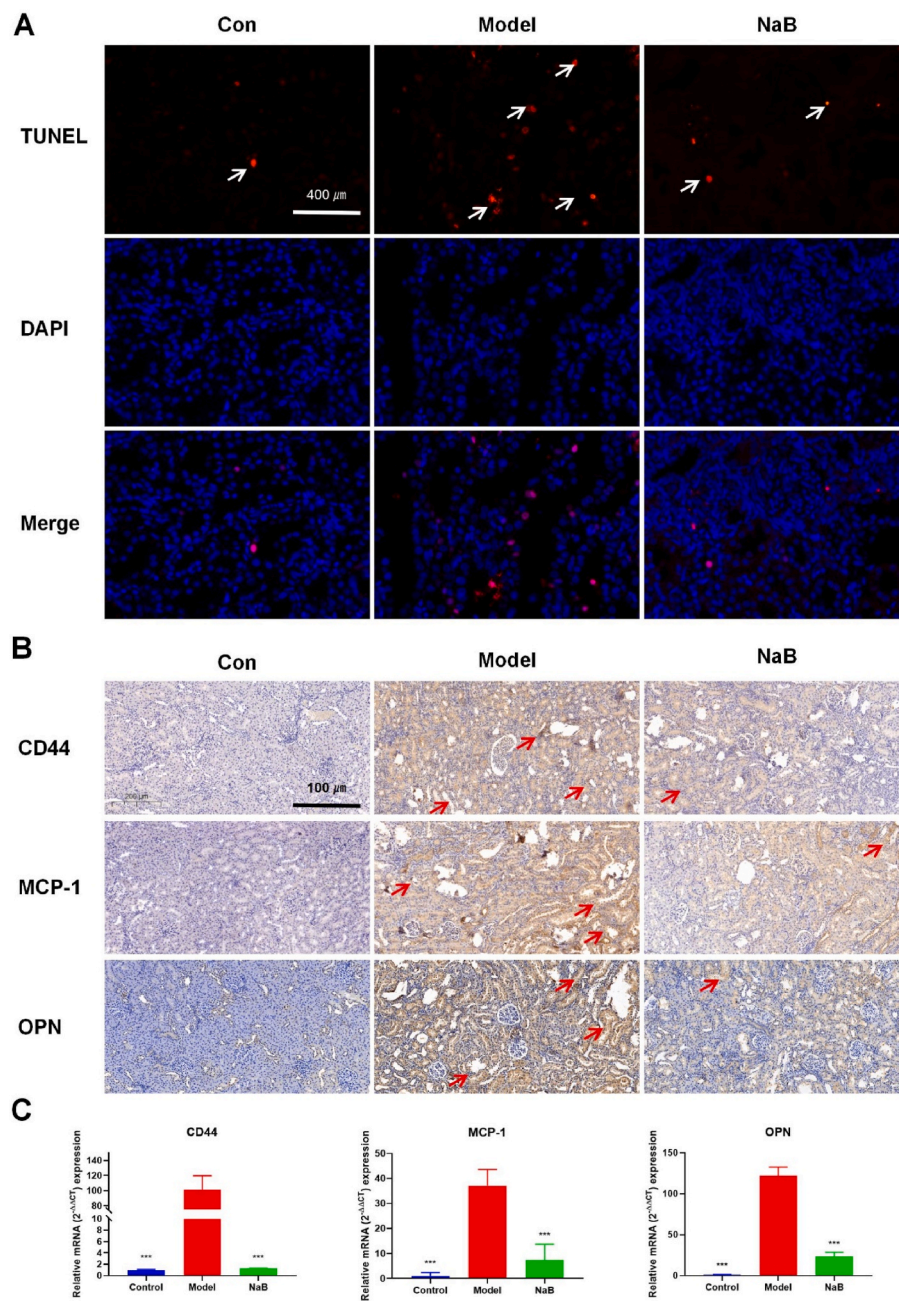 A
Con Model NaB
TUNEL
400 μm
DAPI
Merge
B
Con Model NaB
CD44
200 μm
100 μm
MCP-1
OPN
C
CD44
Relative mRNA (2^-ΔΔCT) expression
140
120
100
80
60
10
8
6
4
2
0
***
***
Control Model NaB
MCP-1
Relative mRNA (2^-ΔΔCT) expression
50
40
30
20
10
0
***
***
Control Model NaB
OPN
Relative mRNA (2^-ΔΔCT) expression
150
100
50
0
***
***
Control Model NaB